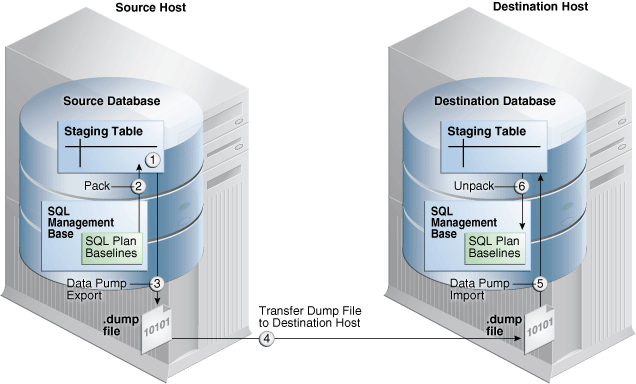 Source Host
Source Database
Staging Table
1
Pack
2
SQL
Management
Base
SQL Plan
Baselines
Data Pump
Export
3
.dump
file
10101
Transfer Dump File
to Destination Host
4
Destination Host
Destination Database
Staging Table
Unpack
6
SQL
Management
Base
SQL Plan
Baselines
Data Pump
Import
5
.dump
file
10101